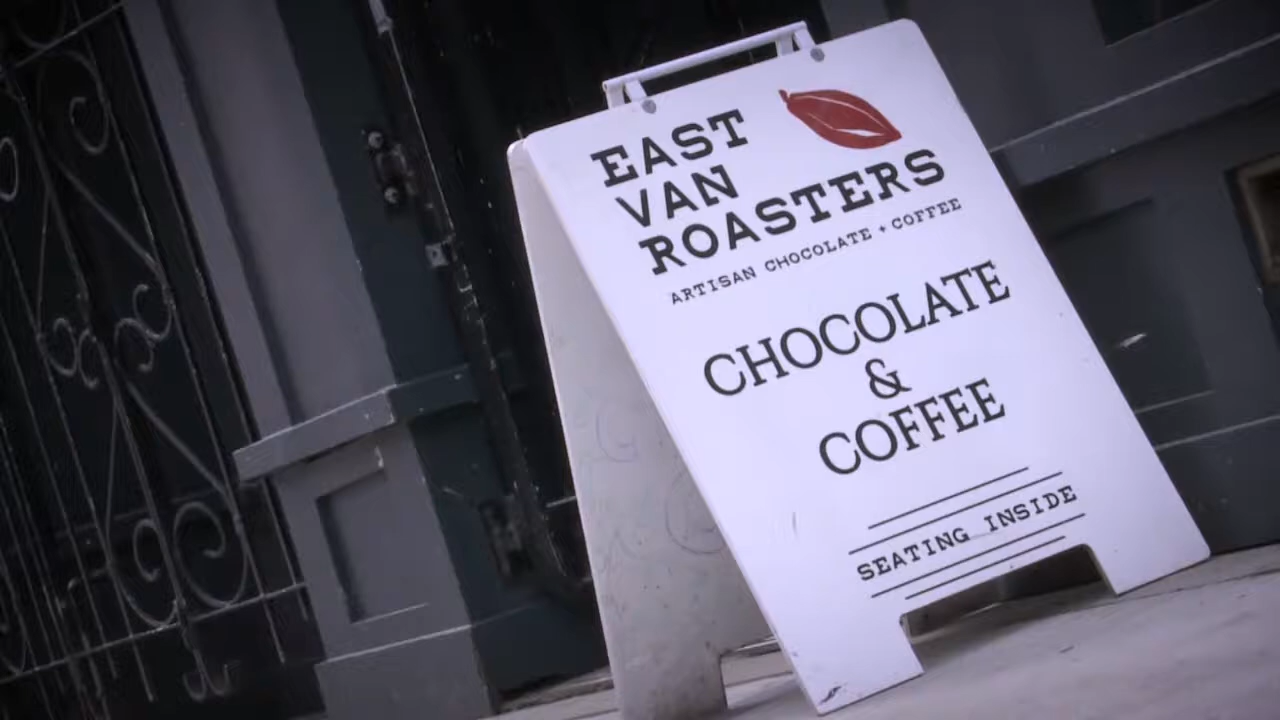 EAST
VAN
ROASTERS
ARTISAN CHOCOLATE + COFFEE
CHOCOLATE
&
COFFEE
SEATING INSIDE